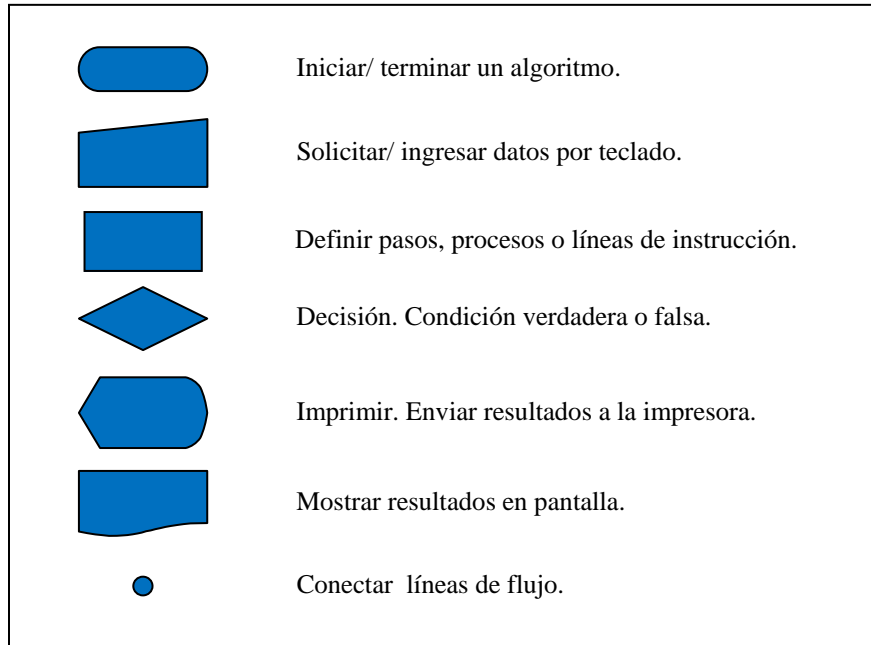 Iniciar/ terminar un algoritmo.
Solicitar/ ingresar datos por teclado.
Definir pasos, procesos o líneas de instrucción.
Decisión. Condición verdadera o falsa.
Imprimir. Enviar resultados a la impresora.
Mostrar resultados en pantalla.
Conectar  líneas de flujo.